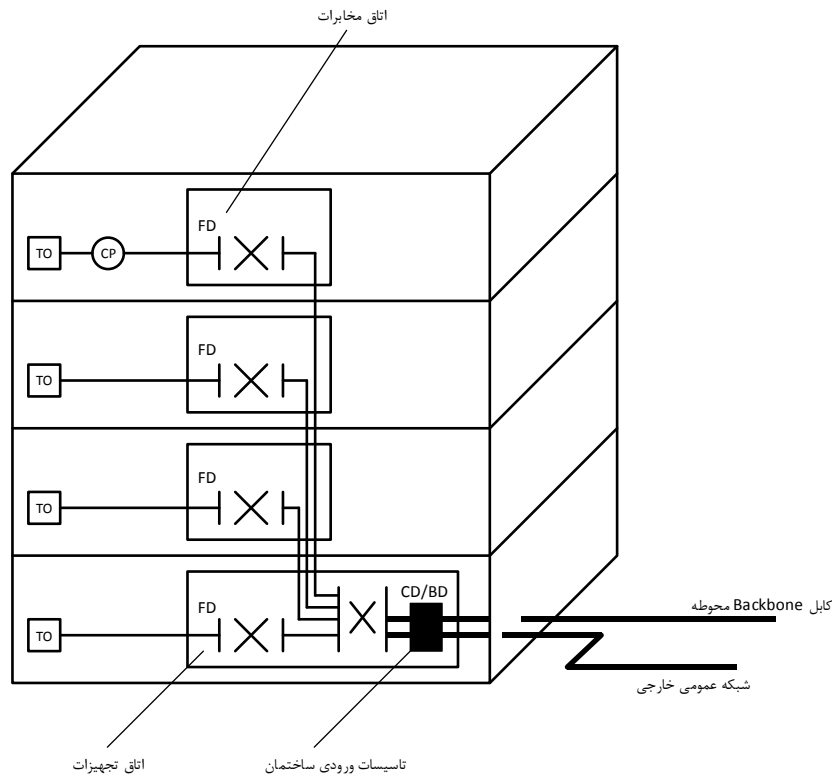 اتاق مخابرات
FD
TO
CP
FD
TO
FD
TO
CD/BD
FD
TO
کابل Backbone محوطه
شبکه عمومی خارجی
تاسیسات ورودی ساختمان
اتاق تجهیزات